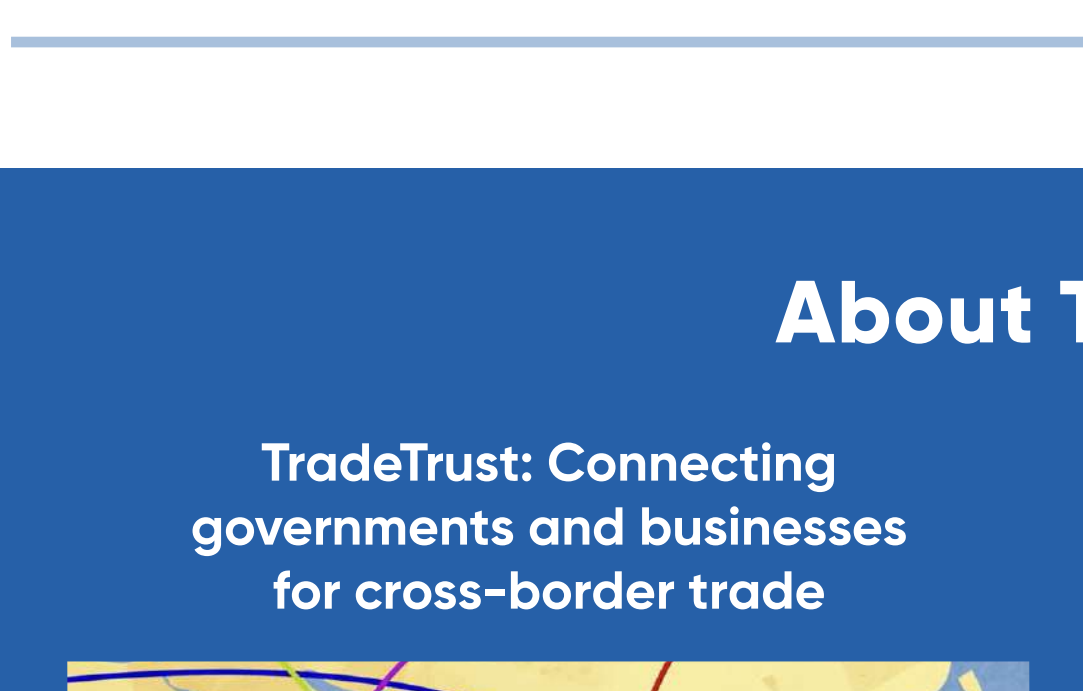 About
TradeTrust: Connecting
governments and businesses
for cross-border trade